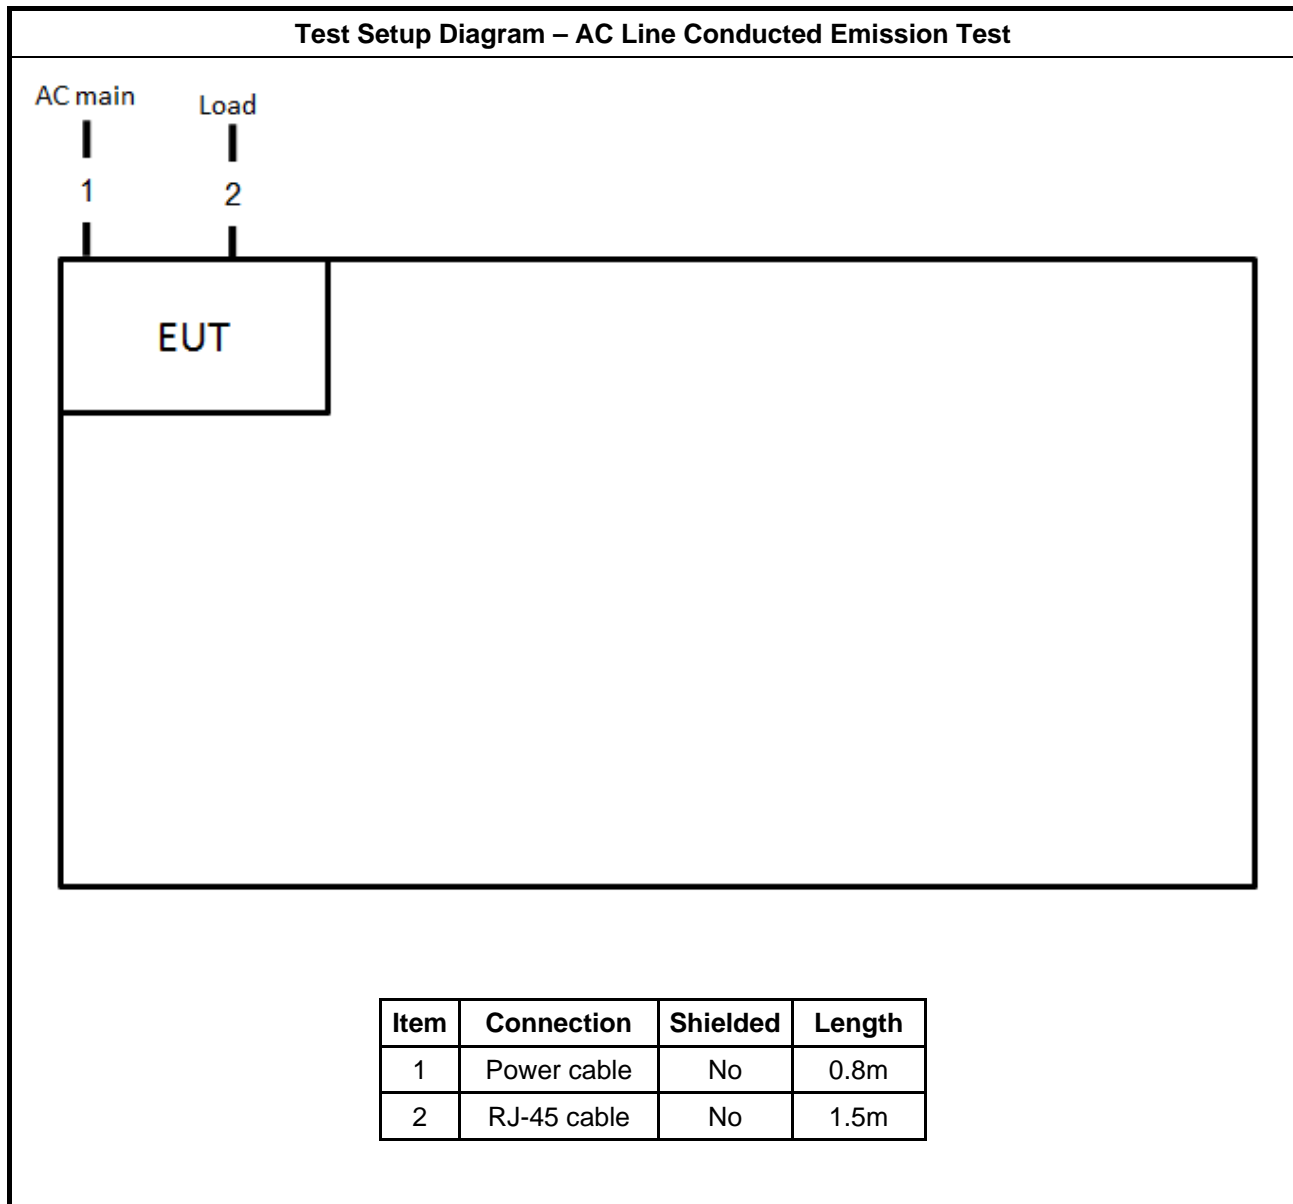 Test Setup Diagram – AC Line Conducted Emission Test
AC main
Load
1
2
EUT
Item Connection Shielded Length
1 Power cable No 0.8m
2 RJ-45 cable No 1.5m